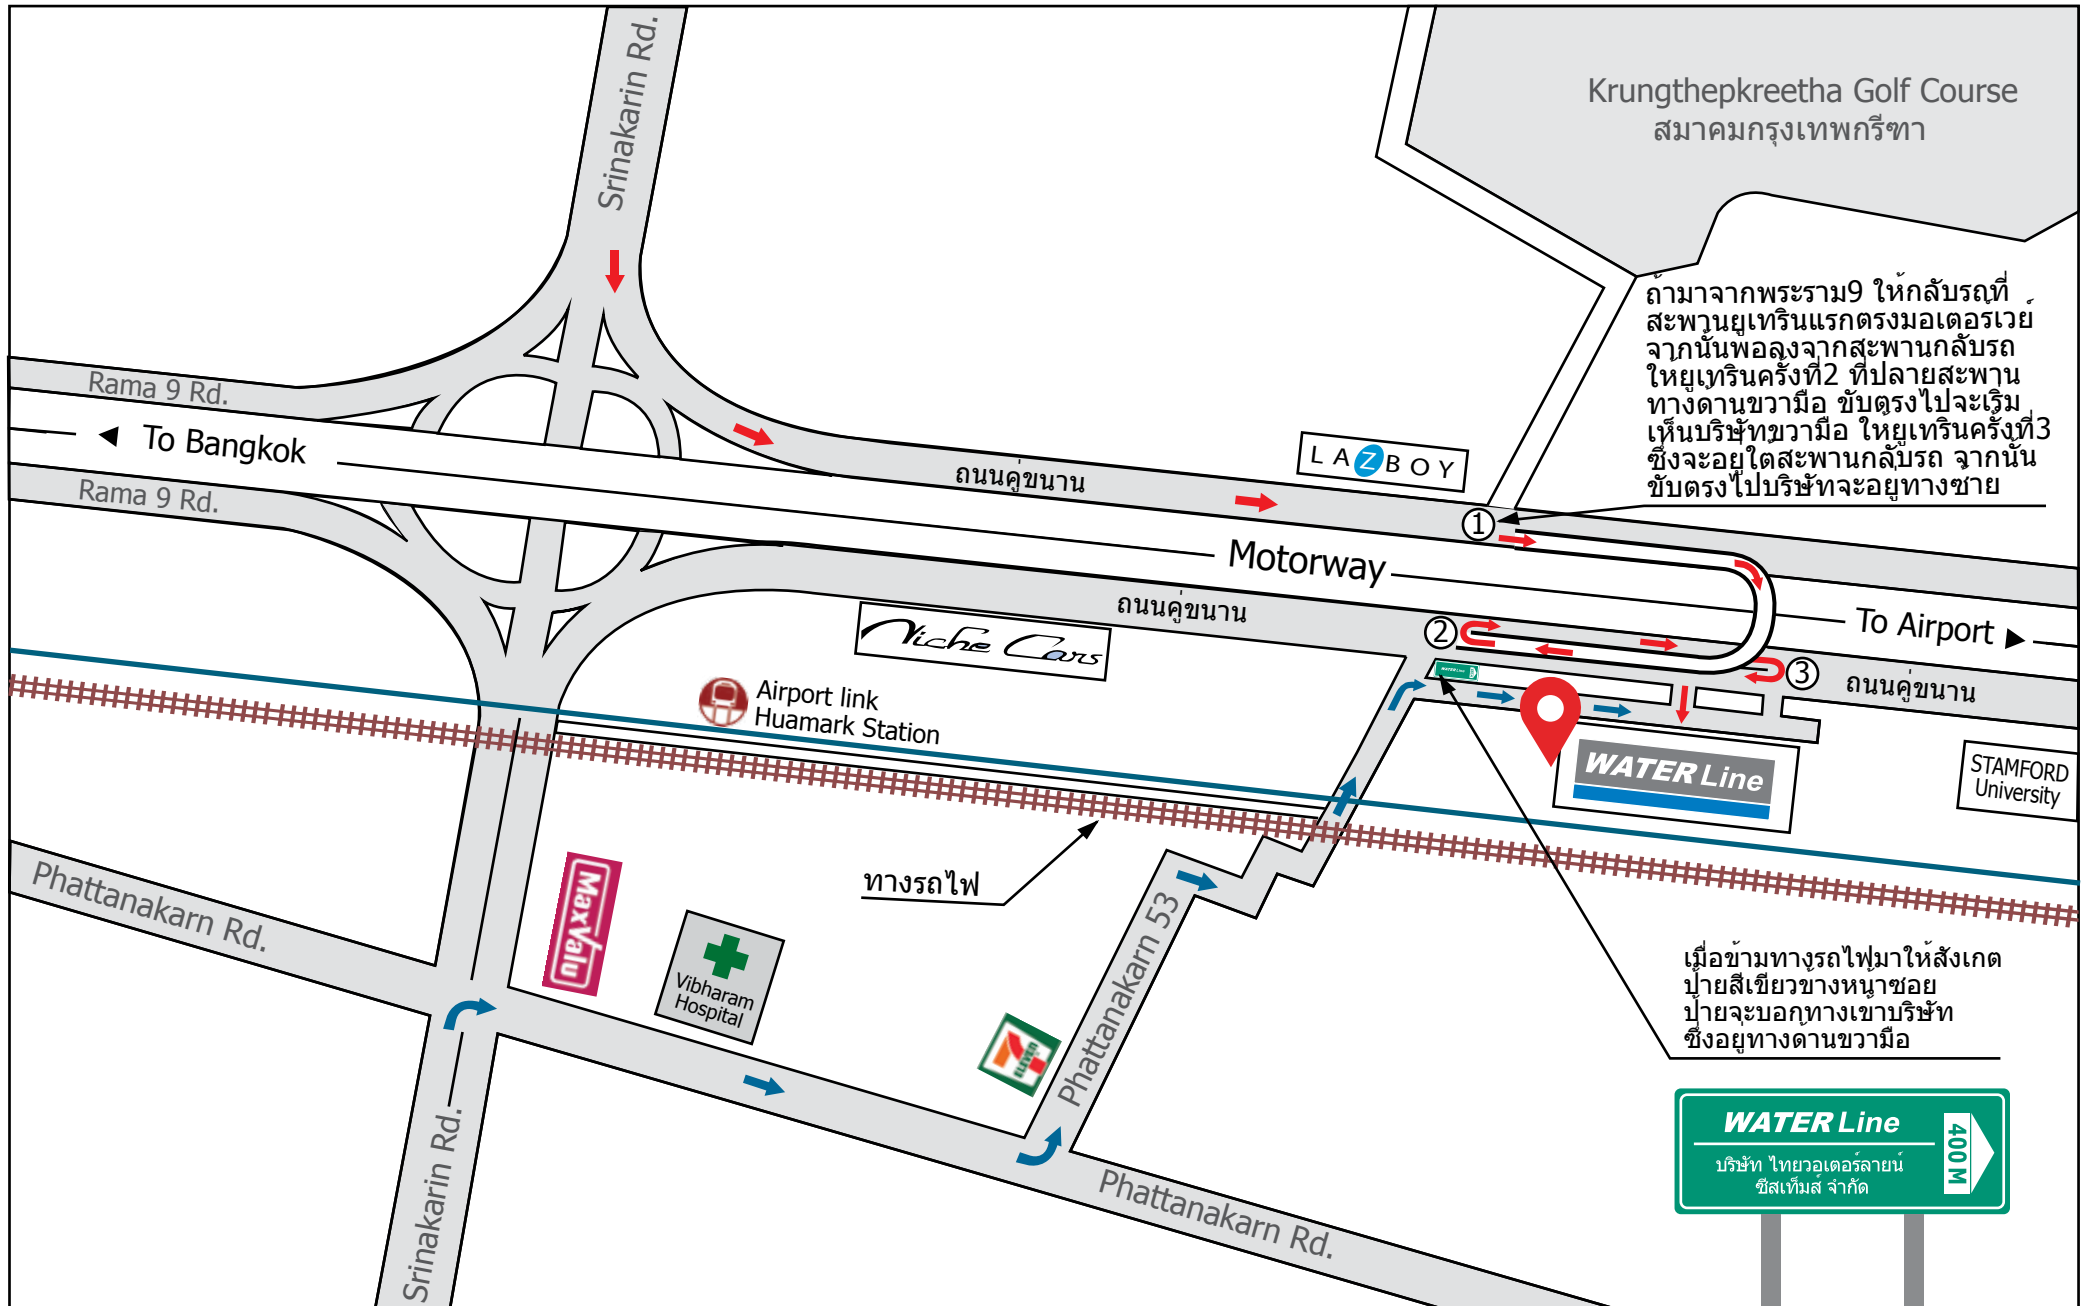 Srinakarin Rd.
Krungthepkreetha Golf Course
สมาคมกรุงเทพกรีฑา
ถ้ามาจากพระราม9 ให้กลับรถที่
สะพานยูเทรินแรกตรงมอเตอร์เวย์
จากนั้นพอลงจากสะพานกลับรถ
ให้ยูเทรินครั้งที่2 ที่ปลายสะพาน
ทางด้านขวามือ ขับตรงไปจะเริ่ม
เห็นบริษัทขวามือ ให้ยูเทรินครั้งที่3
ซึ่งจะอยู่ใต้สะพานกลับรถ จากนั้น
ขับตรงไปบริษัทจะอยู่ทางซ้าย
Rama 9 Rd.
To Bangkok
Rama 9 Rd.
LAZBOY
ถนนคู่ขนาน
1
Motorway
ถนนคู่ขนาน
2
To Airport
3
ถนนคู่ขนาน
Niche Cars
Airport link
Huamark Station
WATER Line
STAMFORD
University
ทางรถไฟ
Phattanakarn Rd.
MaxValu
Vibharam
Hospital
7
Phattanakarn 53
เมื่อข้ามทางรถไฟมาให้สังเกต
ป้ายสีเขียวข้างหน้าซอย
ป้ายจะบอกทางเข้าบริษัท
ซึ่งอยู่ทางด้านขวามือ
Srinakarin Rd.
Phattanakarn Rd.
WATER Line
บริษัท ไทยวอเตอร์ลายน์
ซีสเท็มส์ จำกัด
400 M